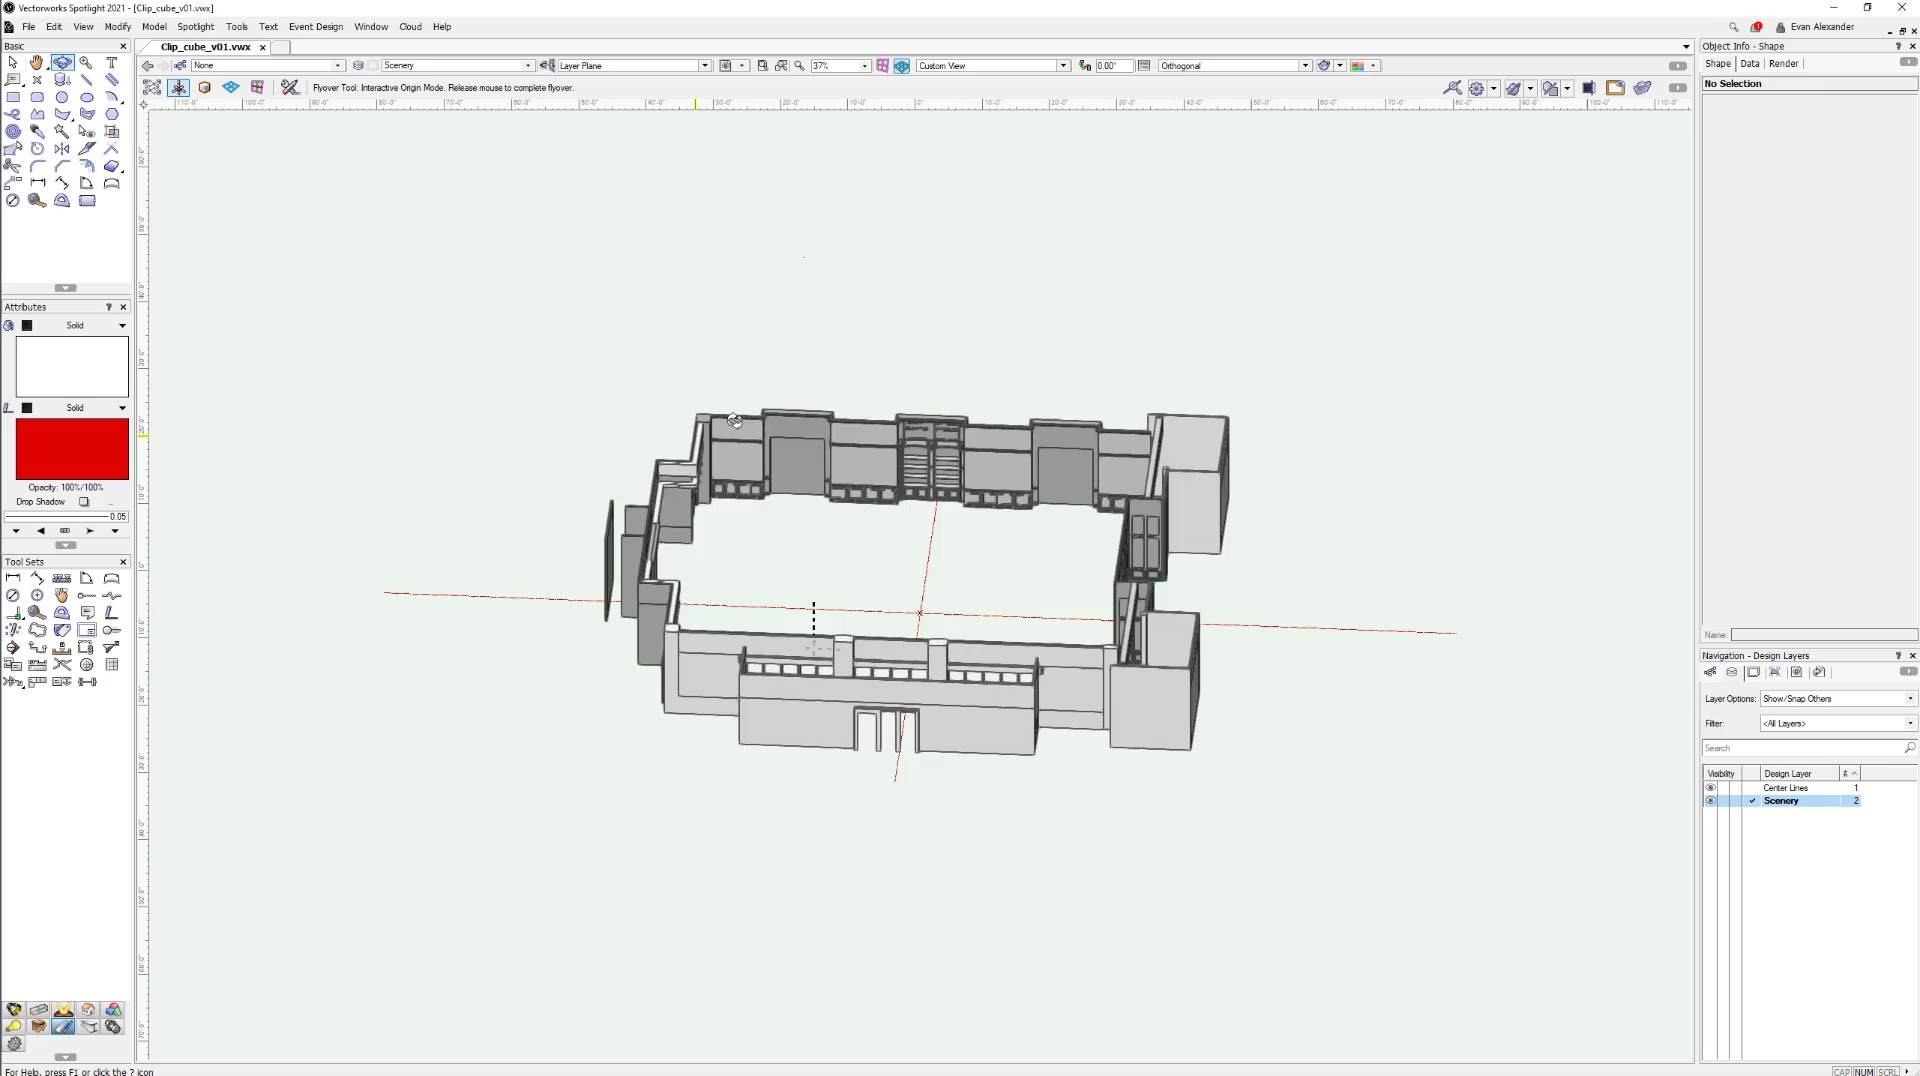 Vectorworks Spotlight 2021 - [Clip_cube_v01.vwx]
File Edit View Modify Model Spotlight Tools Text Event Design Window Cloud Help
Evan Alexander
Basic
Clip_cube_v01.vwx
None
Scenery
Layer Plane
37%
Custom View
0.00°
Orthogonal
Flyover Tool: Interactive Origin Mode. Release mouse to complete flyover.
Attributes
Solid
Solid
Opacity: 100%/100%
Drop Shadow
0.05
Tool Sets
Object Info - Shape
Shape Data Render
No Selection
Name:
Navigation - Design Layers
Layer Options: Show/Snap Others
Filter: <All Layers>
Search
Visibility Design Layer #
Center Lines 1
Scenery 2
For Help, press F1 or click the ? icon
CAP NUM SCRL